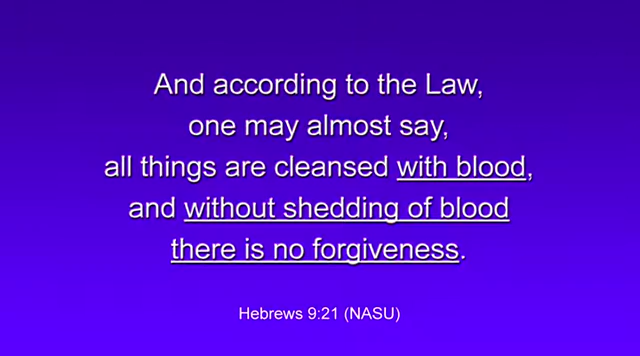 And according to the Law,
one may almost say,
all things are cleansed with blood,
and without shedding of blood
there is no forgiveness.
Hebrews 9:21 (NASU)